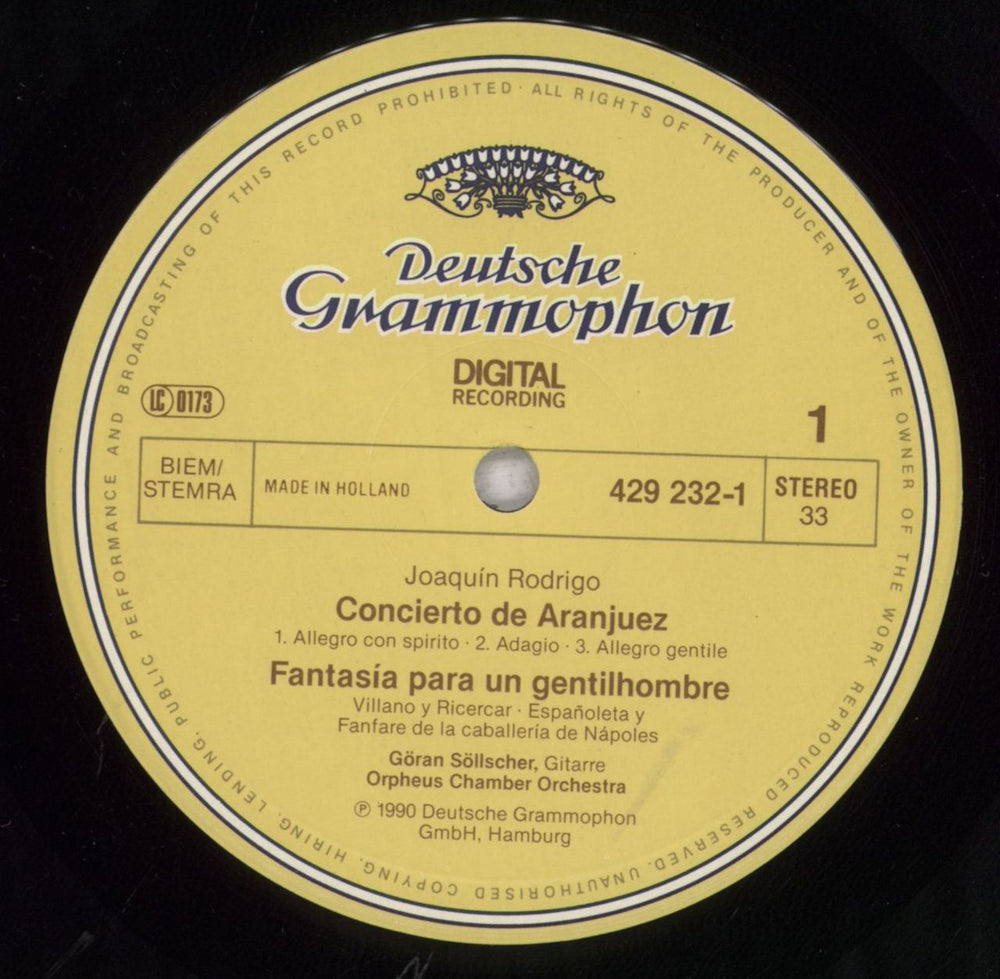 ALL RIGHTS OF THE PRODUCER AND OF THE OWNER OF THE WORK REPRODUCED RESERVED. UNAUTHORISED COPYING, HIRING, LENDING, PUBLIC PERFORMANCE AND BROADCASTING OF THIS RECORD PROHIBITED ·
Deutsche
Grammophon
DIGITAL
RECORDING
LC 0173
1
BIEM/
STEMRA
MADE IN HOLLAND
429 232-1
STEREO
33
Joaquín Rodrigo
Concierto de Aranjuez
1. Allegro con spirito · 2. Adagio · 3. Allegro gentile
Fantasía para un gentilhombre
Villano y Ricercar · Españoleta y
Fanfare de la caballería de Nápoles
Göran Söllscher, Gitarre
Orpheus Chamber Orchestra
℗ 1990 Deutsche Grammophon
GmbH, Hamburg